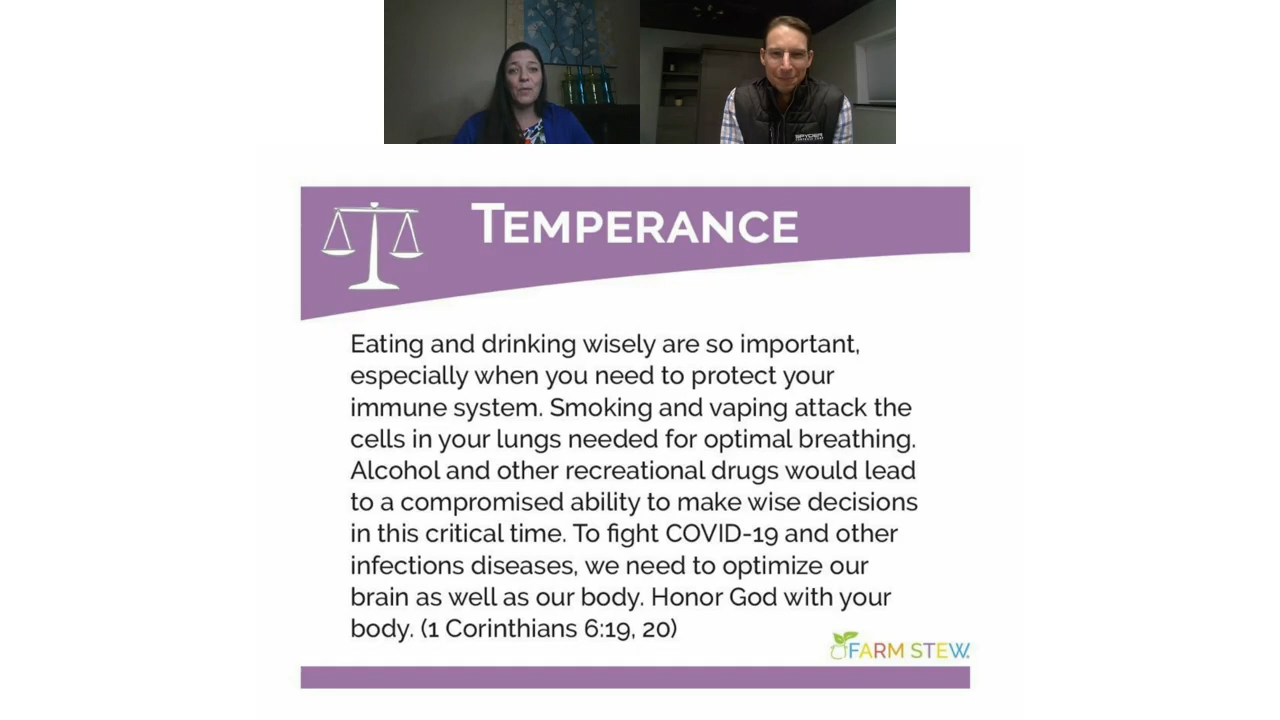 SPYDER
TEMPERANCE
Eating and drinking wisely are so important,
especially when you need to protect your
immune system. Smoking and vaping attack the
cells in your lungs needed for optimal breathing.
Alcohol and other recreational drugs would lead
to a compromised ability to make wise decisions
in this critical time. To fight COVID-19 and other
infections diseases, we need to optimize our
brain as well as our body. Honor God with your
body. (1 Corinthians 6:19, 20)
FARM STEW.